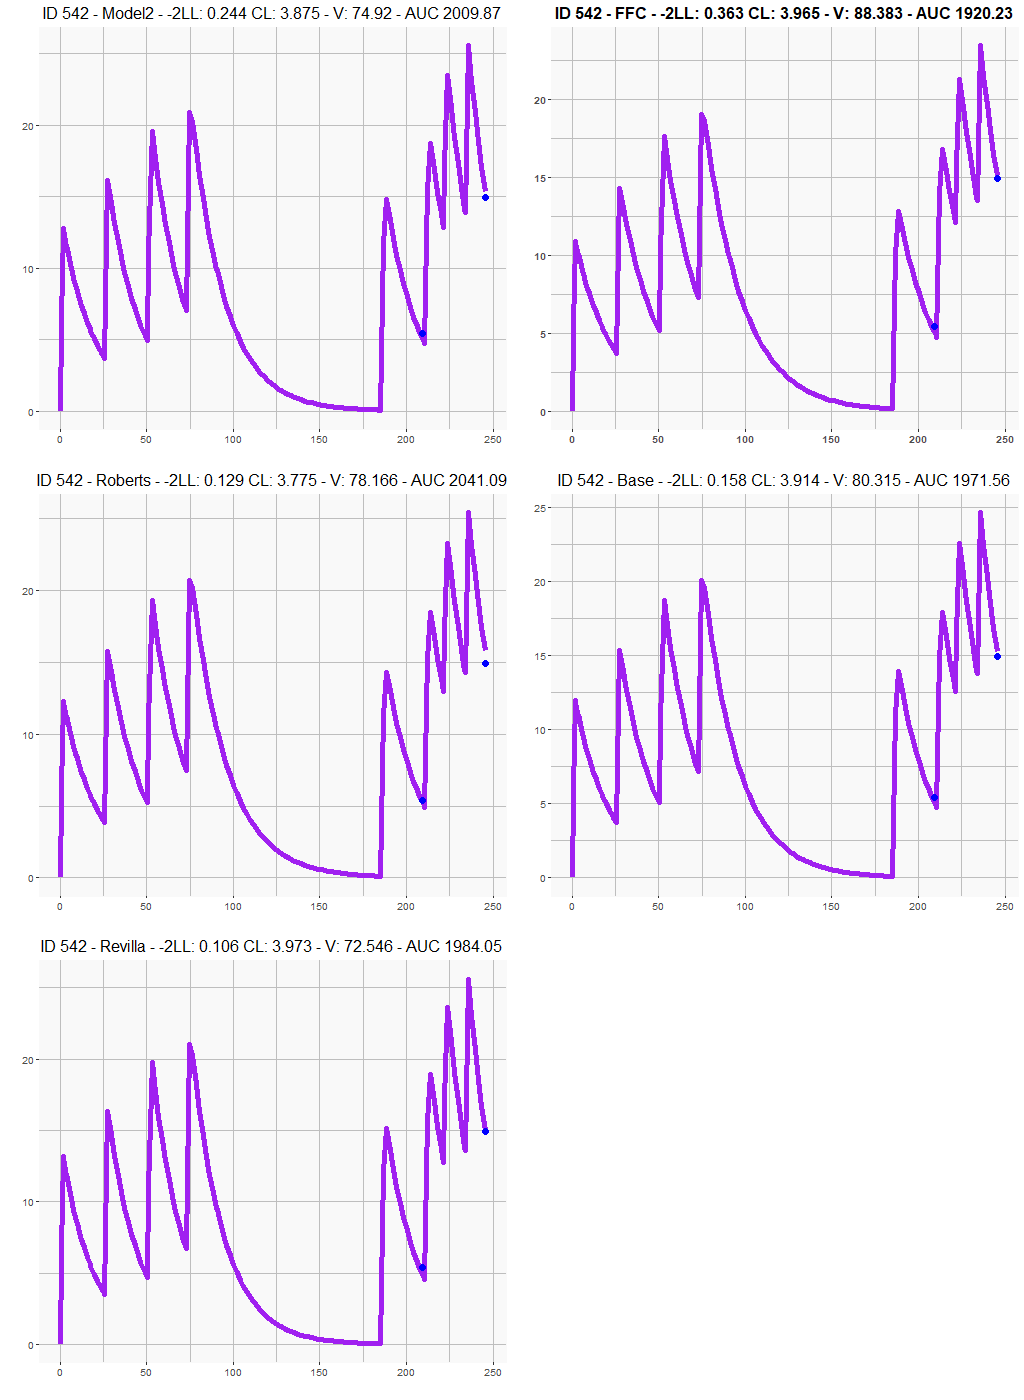 ID 542 - Model2 - -2LL: 0.244 CL: 3.875 - V: 74.92 - AUC 2009.87
20
10
0
0 50 100 150 200 250
ID 542 - FFC - -2LL: 0.363 CL: 3.965 - V: 88.383 - AUC 1920.23
20
15
10
5
0
0 50 100 150 200 250
ID 542 - Roberts - -2LL: 0.129 CL: 3.775 - V: 78.166 - AUC 2041.09
20
10
0
0 50 100 150 200 250
ID 542 - Base - -2LL: 0.158 CL: 3.914 - V: 80.315 - AUC 1971.56
25
20
15
10
5
0
0 50 100 150 200 250
ID 542 - Revilla - -2LL: 0.106 CL: 3.973 - V: 72.546 - AUC 1984.05
20
10
0
0 50 100 150 200 250